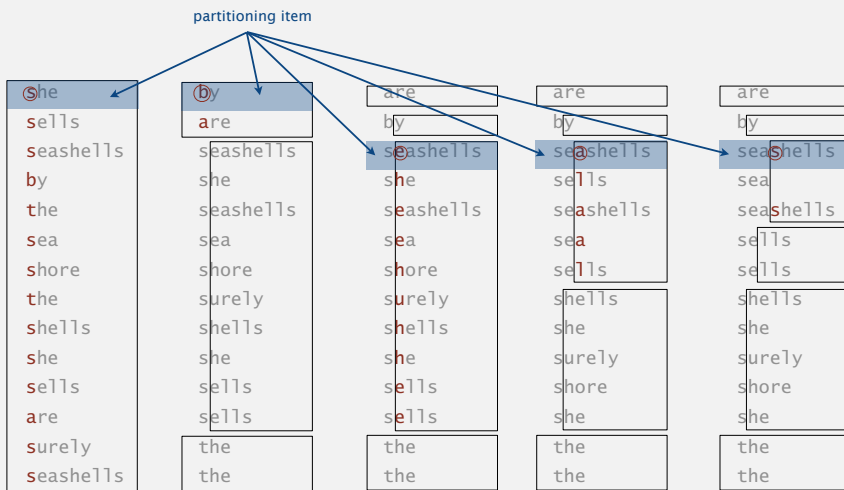 partitioning item
she by are are are
sells are by by by
seashells seashells seashells seashells seashells
by she she sells sea
the seashells seashells seashells seashells
sea sea sea sea sells
shore shore shore sells sells
the surely surely shells shells
shells shells shells she she
she she she surely surely
sells sells sells shore shore
are sells sells she she
surely the the the the
seashells the the the the